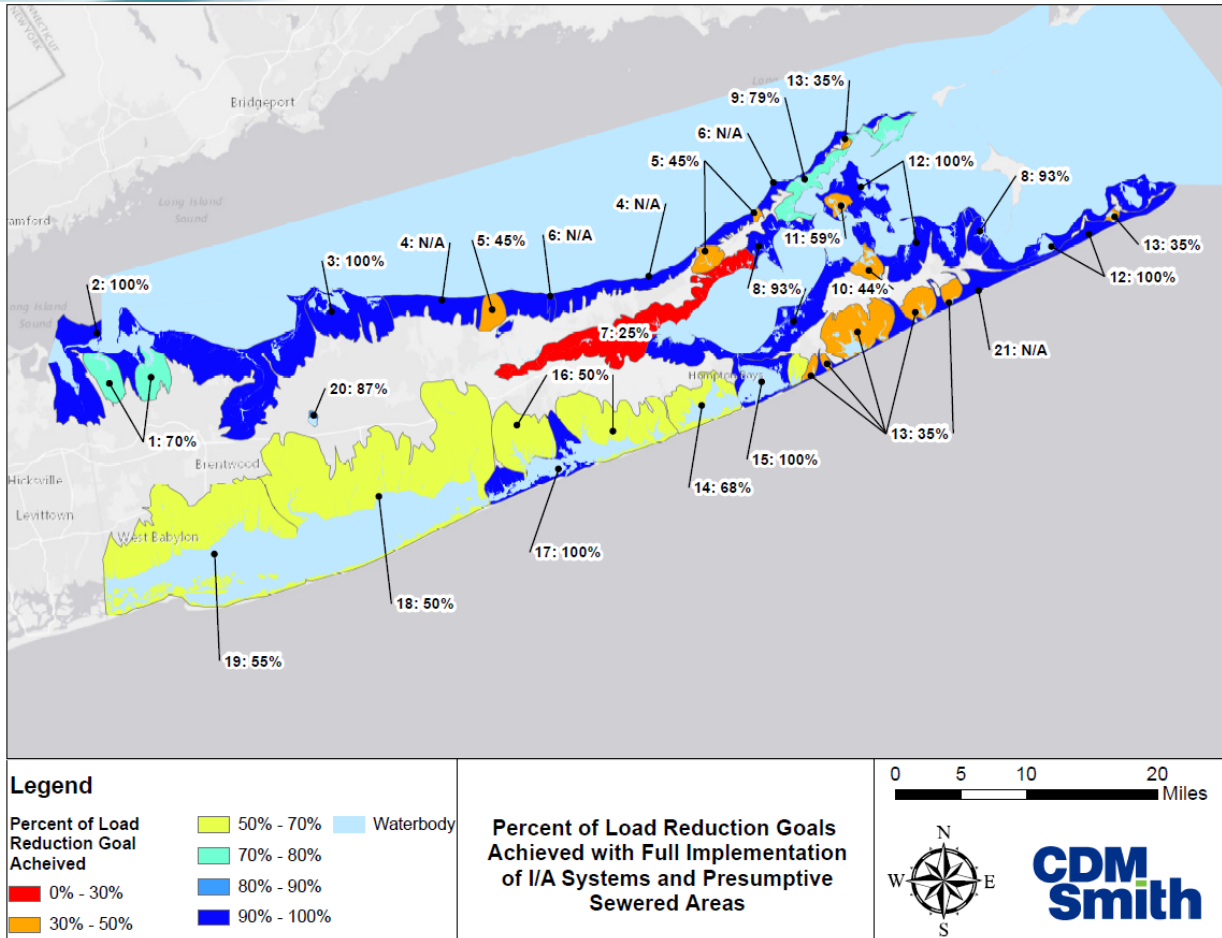 CONNECTICUT
NEW YORK
Bridgeport
13: 35%
9: 79%
6: N/A
5: 45%
12: 100%
8: 93%
4: N/A
11: 59%
13: 35%
12: 100%
amford
Long Island
Sound
2: 100%
3: 100%
4: N/A
5: 45%
6: N/A
8: 93%
10: 44%
21: N/A
ong Island
Sound
7: 25%
Hampton Bays
20: 87%
16: 50%
13: 35%
1: 70%
Brentwood
15: 100%
Hicksville
14: 68%
Levittown
West Babylon
17: 100%
18: 50%
19: 55%
Legend
Percent of Load
Reduction Goal
Acheived
0% - 30%
30% - 50%
50% - 70%
70% - 80%
80% - 90%
90% - 100%
Waterbody
Percent of Load Reduction Goals
Achieved with Full Implementation
of I/A Systems and Presumptive
Sewered Areas
0 5 10 20
Miles
N
W E
S
CDM
Smith